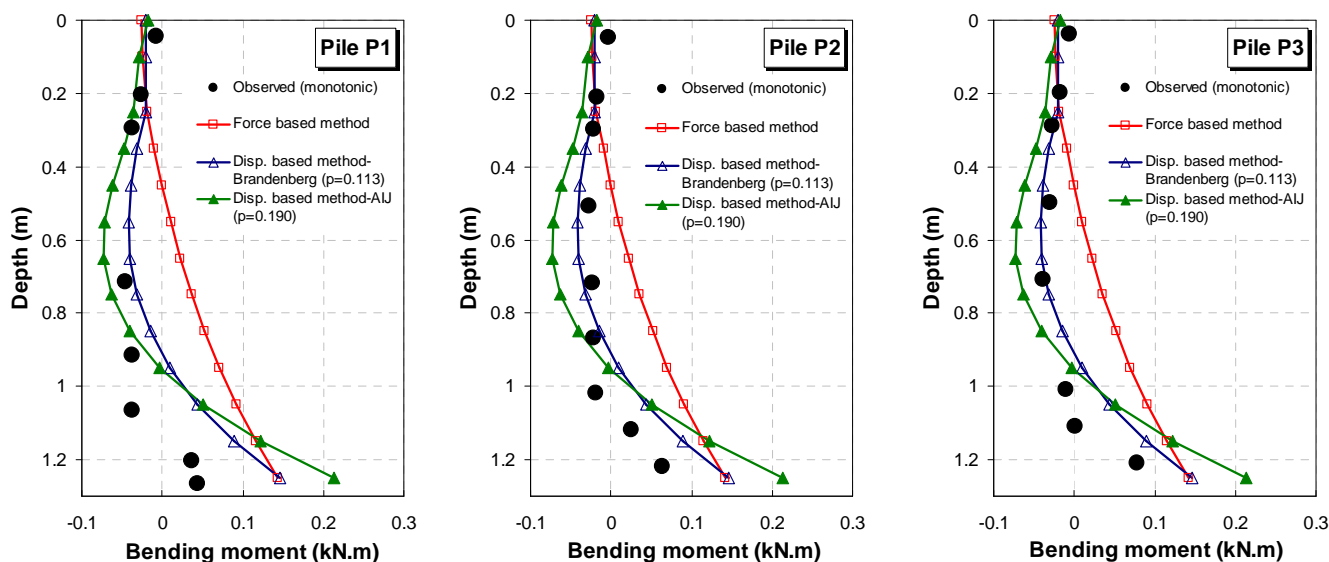 Pile P1
Observed (monotonic)
Force based method
Disp. based method-
Brandenberg (p=0.113)
Disp. based method-AIJ
(p=0.190)
Depth (m)
0
0.2
0.4
0.6
0.8
1
1.2
-0.1 0 0.1 0.2 0.3
Bending moment (kN.m)
Pile P2
Observed (monotonic)
Force based method
Disp. based method-
Brandenberg (p=0.113)
Disp. based method-AIJ
(p=0.190)
Depth (m)
0
0.2
0.4
0.6
0.8
1
1.2
-0.1 0 0.1 0.2 0.3
Bending moment (kN.m)
Pile P3
Observed (monotonic)
Force based method
Disp. based method-
Brandenberg (p=0.113)
Disp. based method-AIJ
(p=0.190)
Depth (m)
0
0.2
0.4
0.6
0.8
1
1.2
-0.1 0 0.1 0.2 0.3
Bending moment (kN.m)